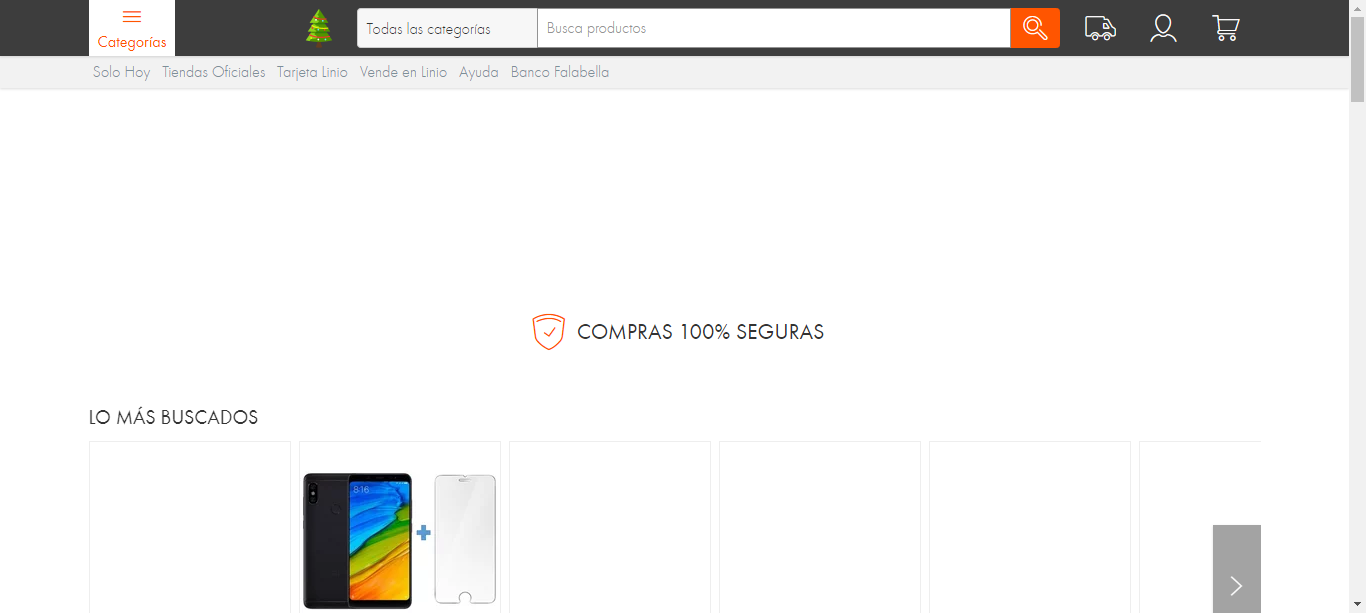 Categorías
Todas las categorías
Busca productos
Solo Hoy Tiendas Oficiales Tarjeta Linio Vende en Linio Ayuda Banco Falabella
COMPRAS 100% SEGURAS
LO MÁS BUSCADOS
8:16